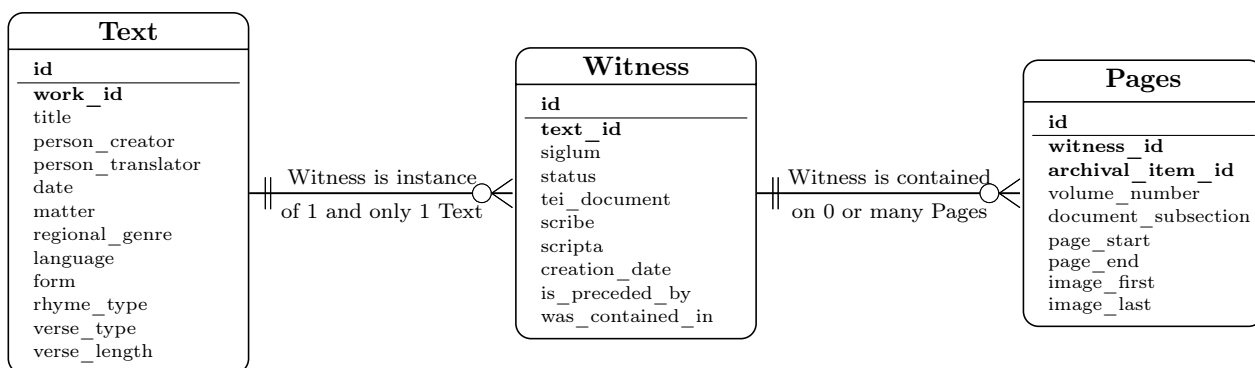 Text
id
work_id
title
person_creator
person_translator
date
matter
regional_genre
language
form
rhyme_type
verse_type
verse_length
Witness is instance
of 1 and only 1 Text
Witness
id
text_id
siglum
status
tei_document
scribe
scripta
creation_date
is_preceded_by
was_contained_in
Witness is contained
on 0 or many Pages
Pages
id
witness_id
archival_item_id
volume_number
document_subsection
page_start
page_end
image_first
image_last